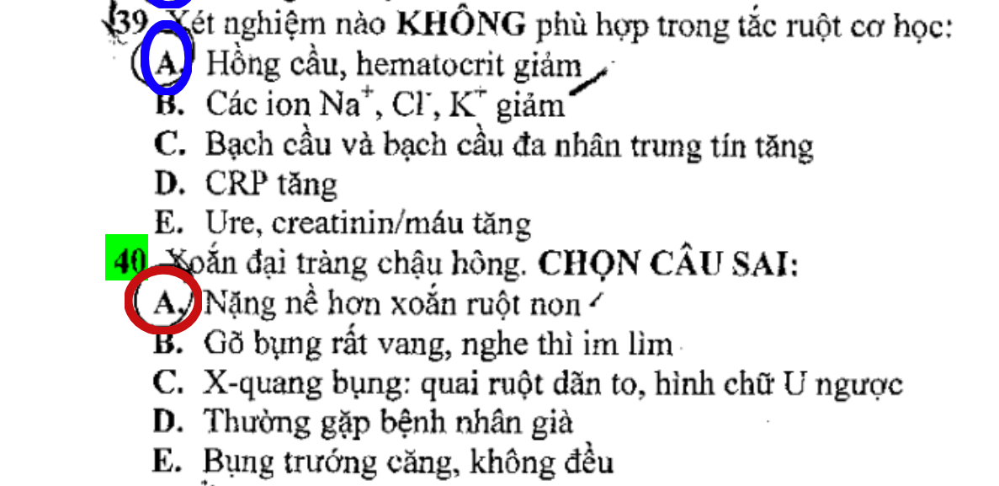 39. Xét nghiệm nào KHÔNG phù hợp trong tắc ruột cơ học:
A. Hồng cầu, hematocrit giảm
B. Các ion Na⁺, Cl⁻, K⁺ giảm
C. Bạch cầu và bạch cầu đa nhân trung tín tăng
D. CRP tăng
E. Ure, creatinin/máu tăng
40. Xoắn đại tràng chậu hông. CHỌN CÂU SAI:
A. Nặng nề hơn xoắn ruột non
B. Gõ bụng rất vang, nghe thì im lìm
C. X-quang bụng: quai ruột dãn to, hình chữ U ngược
D. Thường gặp bệnh nhân già
E. Bụng trướng căng, không đều